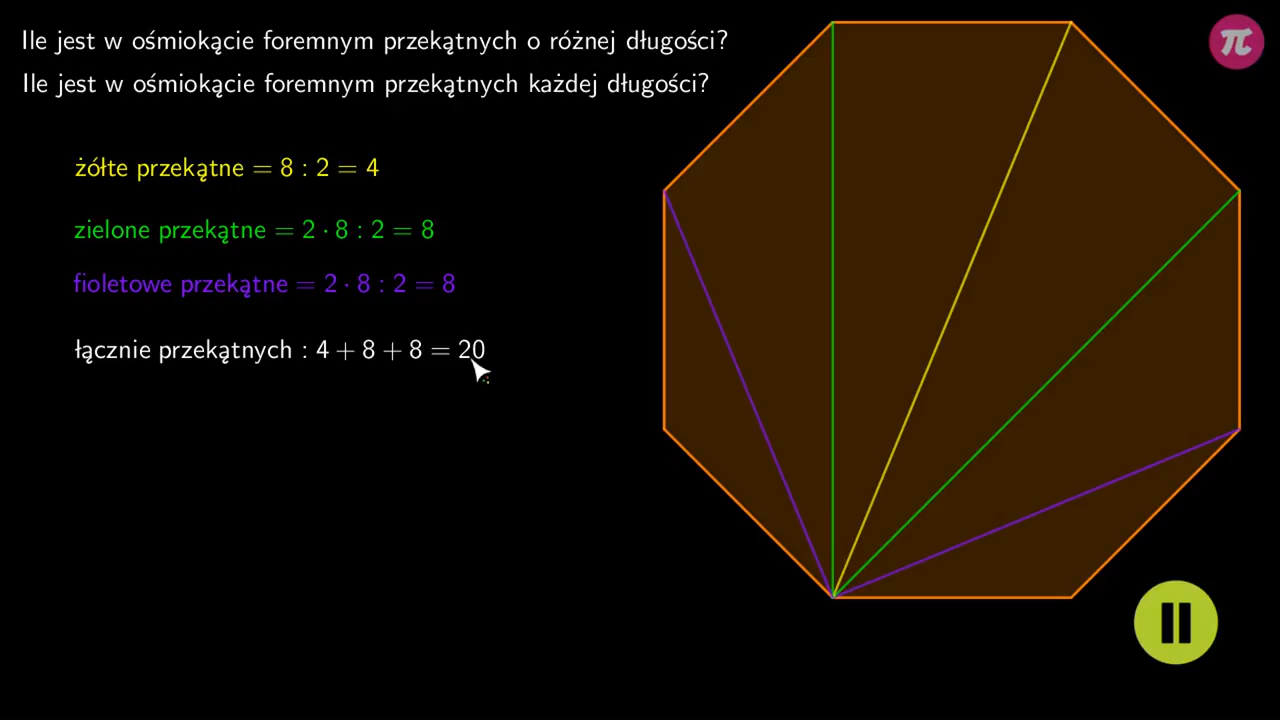 Ile jest w ośmiokącie foremnym przekątnych o różnej długości?
Ile jest w ośmiokącie foremnym przekątnych każdej długości?
żółte przekątne = 8 : 2 = 4
zielone przekątne = 2 · 8 : 2 = 8
fioletowe przekątne = 2 · 8 : 2 = 8
łącznie przekątnych : 4 + 8 + 8 = 20
π